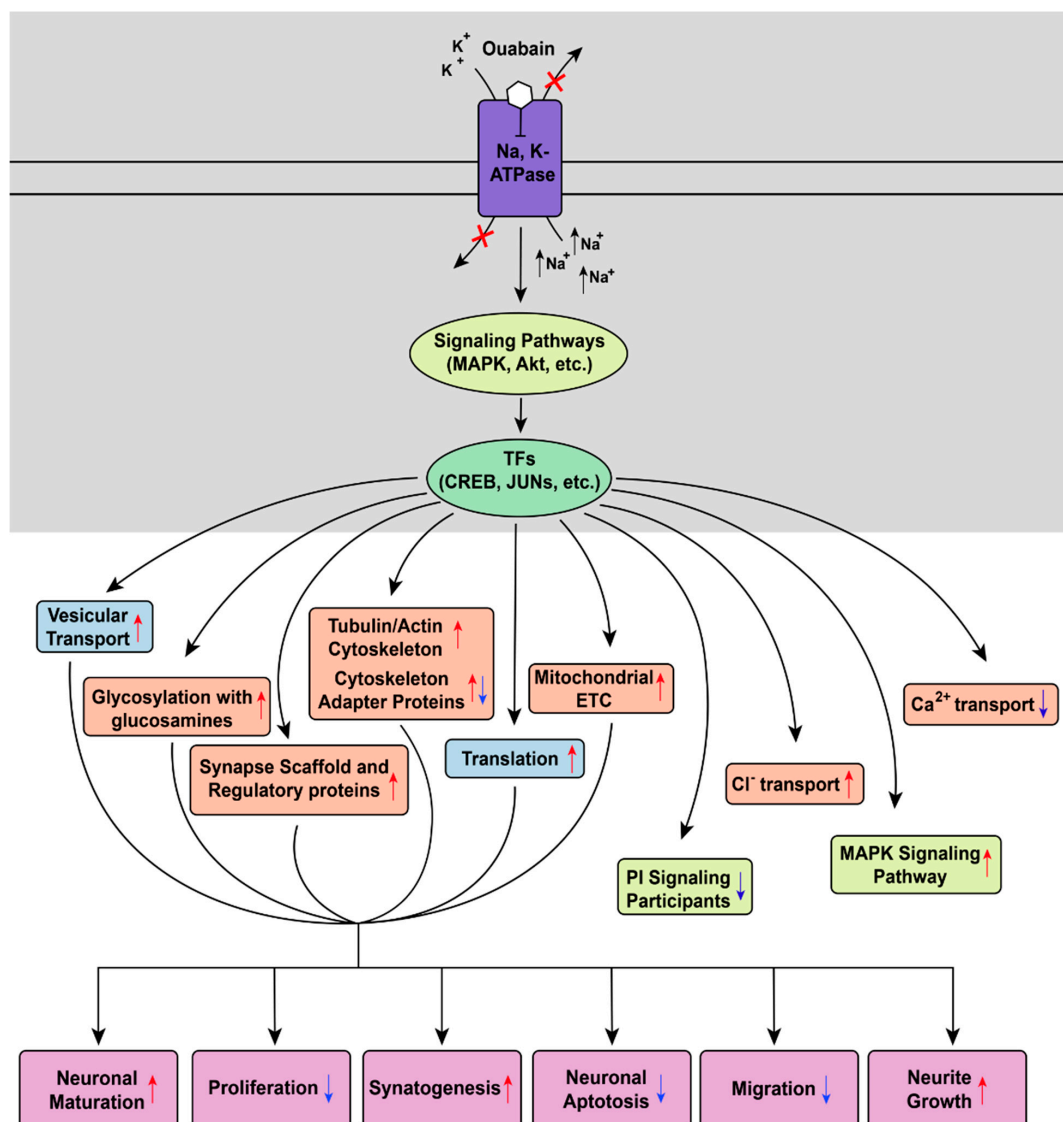 K+
K+
Ouabain
Na, K-
ATPase
↑Na+
↑Na+
↑Na+
Signaling Pathways
(MAPK, Akt, etc.)
TFs
(CREB, JUNs, etc.)
Vesicular
Transport ↑
Glycosylation with
glucosamines ↑
Synapse Scaffold and
Regulatory proteins ↑
Tubulin/Actin
Cytoskeleton ↑
Cytoskeleton
Adapter Proteins ↑↓
Translation ↑
Mitochondrial
ETC ↑
PI Signaling
Participants ↓
Cl- transport ↑
MAPK Signaling
Pathway ↑
Ca2+ transport ↓
Neuronal
Maturation ↑
Proliferation ↓
Synatogenesis ↑
Neuronal
Aptotosis ↓
Migration ↓
Neurite
Growth ↑